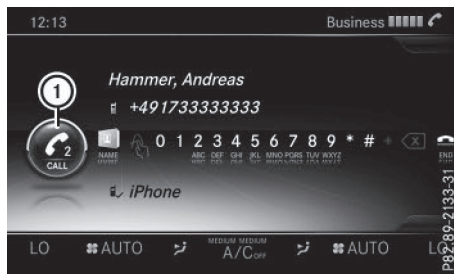 12:13 Business
1
Hammer, Andreas
+491733333333
2 CALL NAME 0 1 2 3 4 5 6 7 8 9 * # + END
ABC DEF GHI JKL MNO PQRS TUV WXYZ
iPhone
LO AUTO MEDIUM MEDIUM A/C OFF AUTO LO
P82.89-2133-31